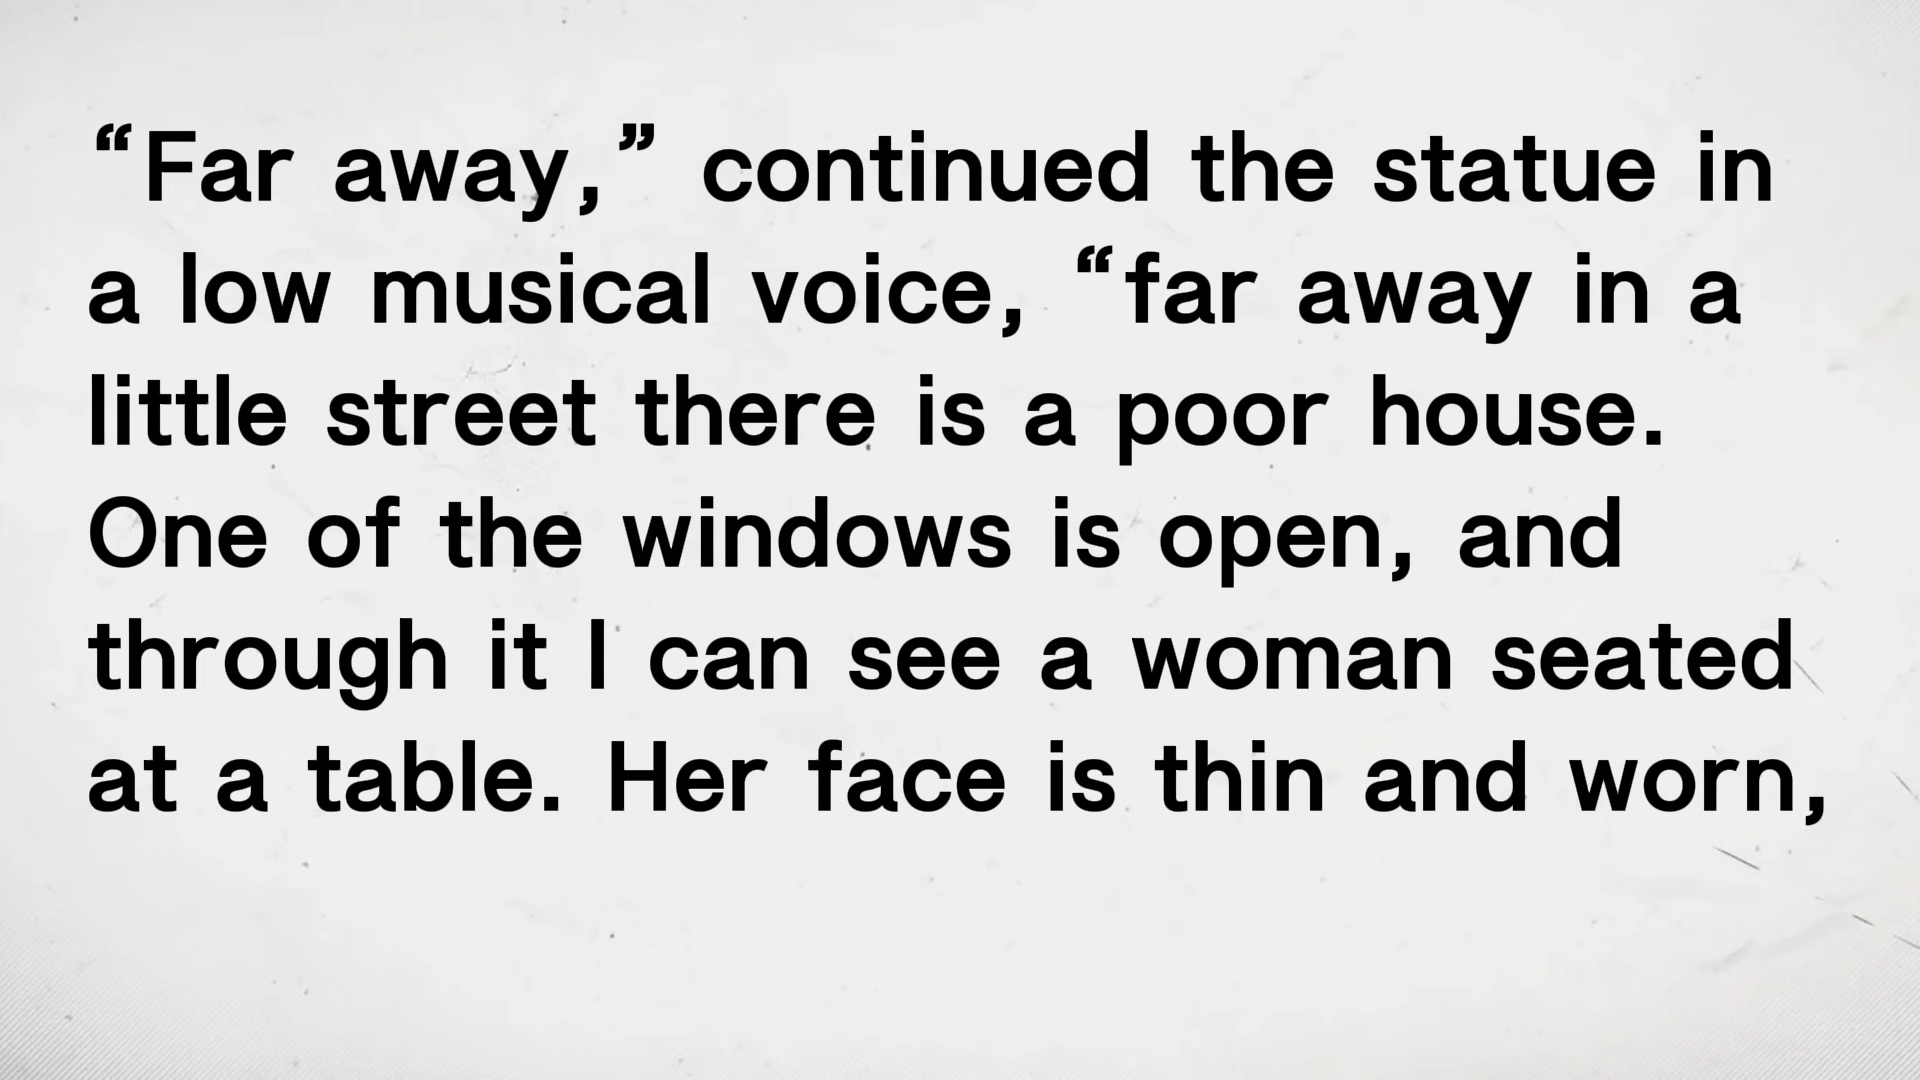 “Far away,” continued the statue in
a low musical voice, “far away in a
little street there is a poor house.
One of the windows is open, and
through it I can see a woman seated
at a table. Her face is thin and worn,